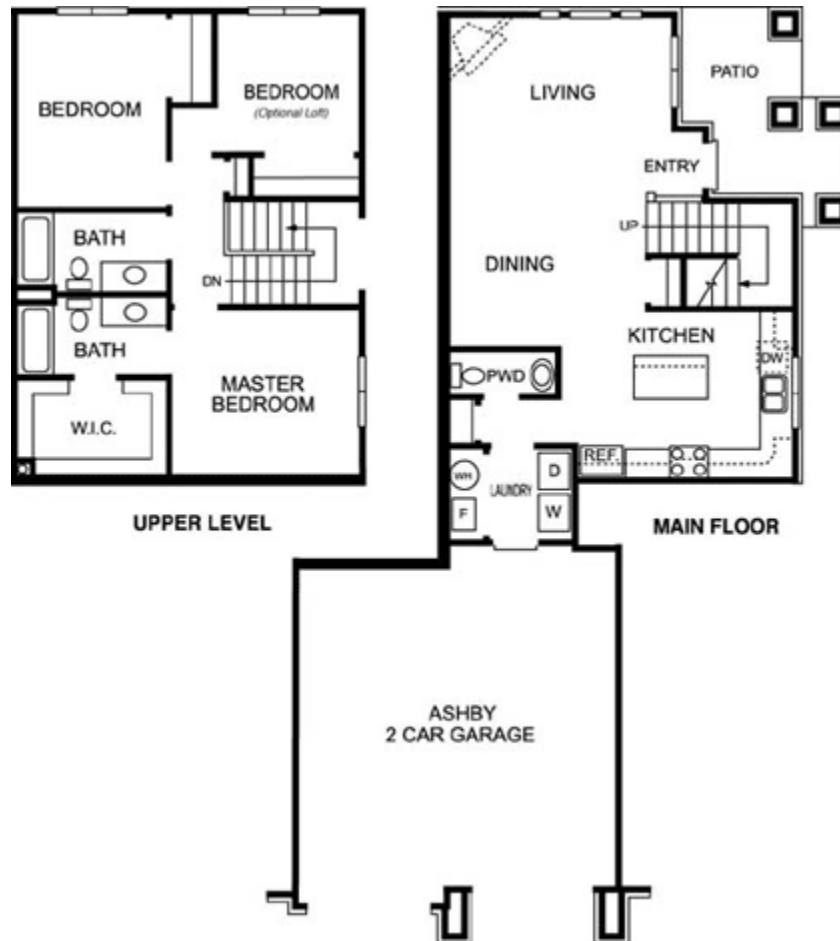 BEDROOM
BEDROOM
(Optional Loft)
BATH
DN
BATH
MASTER
BEDROOM
W.I.C.
UPPER LEVEL
LIVING
PATIO
ENTRY
UP
DINING
KITCHEN
DW
PWD
REF.
WH
LAUNDRY
D
F
W
MAIN FLOOR
ASHBY
2 CAR GARAGE